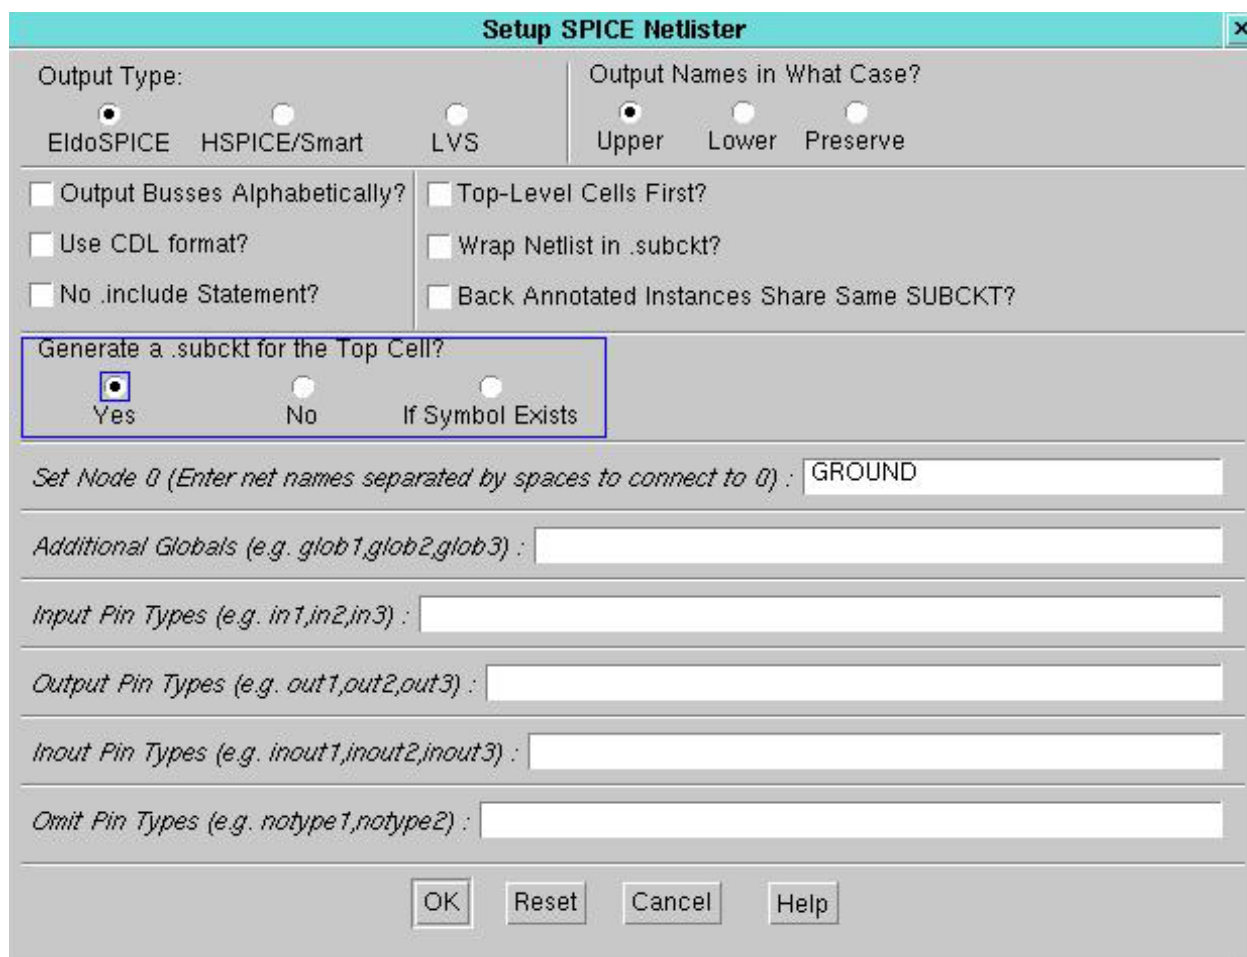 Setup SPICE Netlister
Output Type:
EldoSPICE HSPICE/Smart LVS
Output Names in What Case?
Upper Lower Preserve
Output Busses Alphabetically?
Use CDL format?
No .include Statement?
Top-Level Cells First?
Wrap Netlist in .subckt?
Back Annotated Instances Share Same SUBCKT?
Generate a .subckt for the Top Cell?
Yes No If Symbol Exists
Set Node 0 (Enter net names separated by spaces to connect to 0) : GROUND
Additional Globals (e.g. glob1,glob2,glob3) :
Input Pin Types (e.g. in1,in2,in3) :
Output Pin Types (e.g. out1,out2,out3) :
Inout Pin Types (e.g. inout1,inout2,inout3) :
Omit Pin Types (e.g. notype1,notype2) :
OK Reset Cancel Help